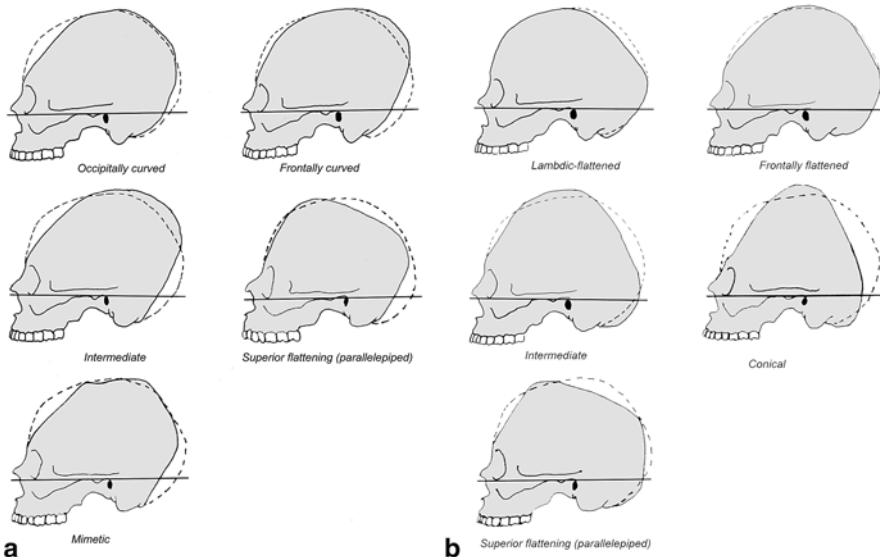 Occipitally curved
Frontally curved
Lambdic-flattened
Frontally flattened
Intermediate
Superior flattening (parallelepiped)
Intermediate
Conical
Mimetic
Superior flattening (parallelepiped)
a
b